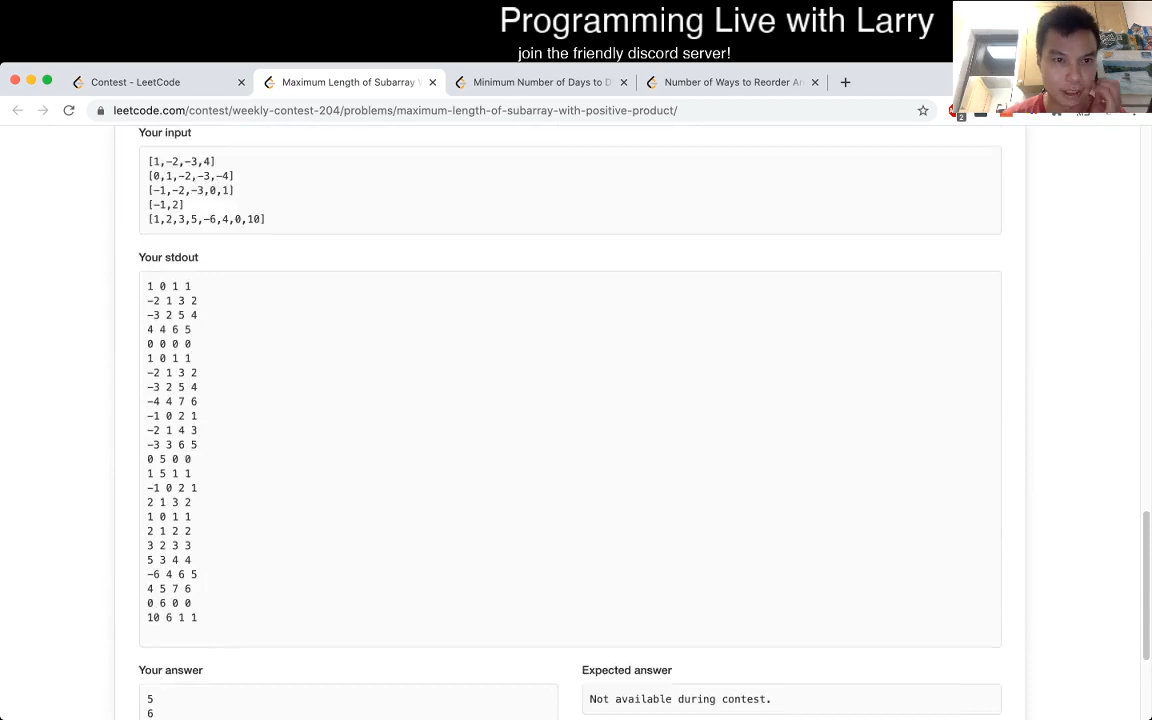 Programming Live with Larry
join the friendly discord server!
Contest - LeetCode
Maximum Length of Subarray
Minimum Number of Days to D
Number of Ways to Reorder Ar
leetcode.com/contest/weekly-contest-204/problems/maximum-length-of-subarray-with-positive-product/
2
Your input
[1,-2,-3,4]
[0,1,-2,-3,-4]
[-1,-2,-3,0,1]
[-1,2]
[1,2,3,5,-6,4,0,10]
Your stdout
1 0 1 1
-2 1 3 2
-3 2 5 4
4 4 6 5
0 0 0 0
1 0 1 1
-2 1 3 2
-3 2 5 4
-4 4 7 6
-1 0 2 1
-2 1 4 3
-3 3 6 5
0 5 0 0
1 5 1 1
-1 0 2 1
2 1 3 2
1 0 1 1
2 1 2 2
3 2 3 3
5 3 4 4
-6 4 6 5
4 5 7 6
0 6 0 0
10 6 1 1
Your answer
Expected answer
5
Not available during contest.
6